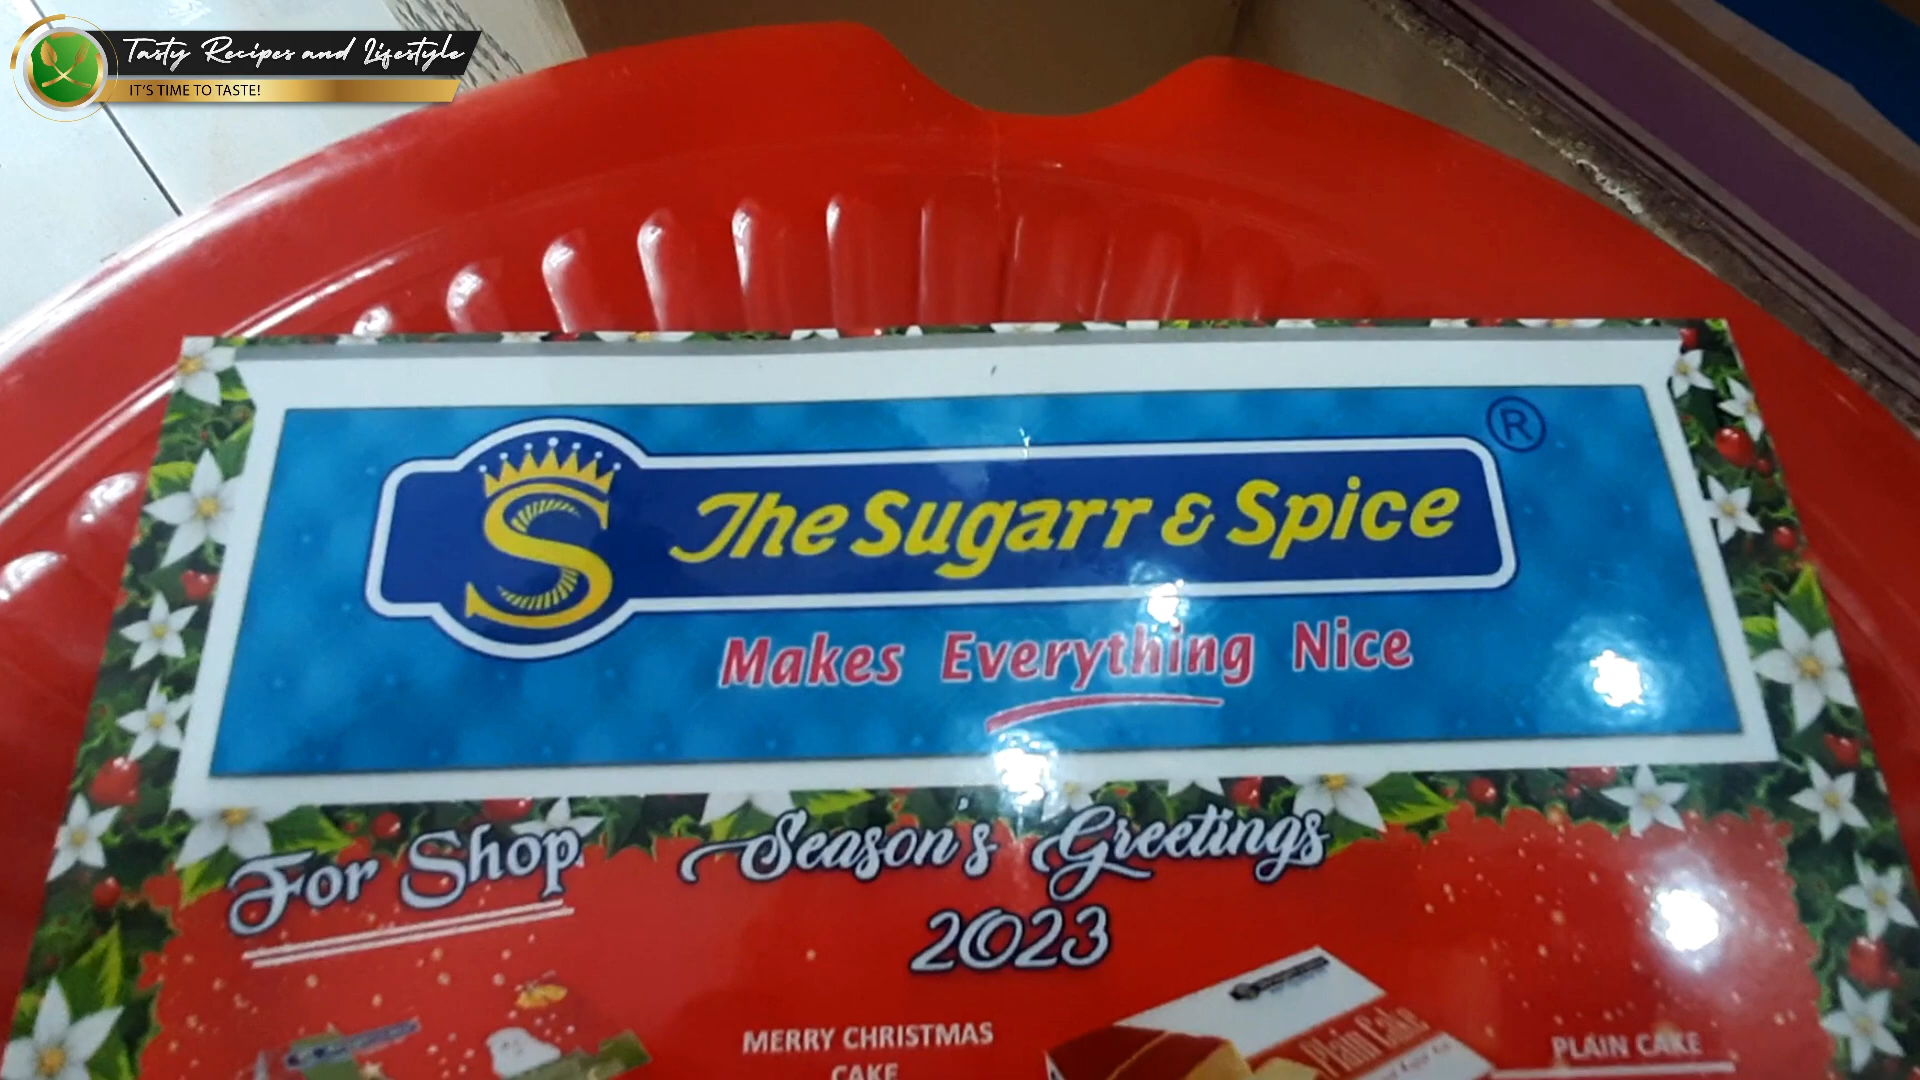 Tasty Recipes and Lifestyle
IT'S TIME TO TASTE!
S The Sugarr & Spice ®
Makes Everything Nice
For Shop
Season's Greetings
2023
MERRY CHRISTMAS
CAKE
Plain Cake
PLAIN CAKE